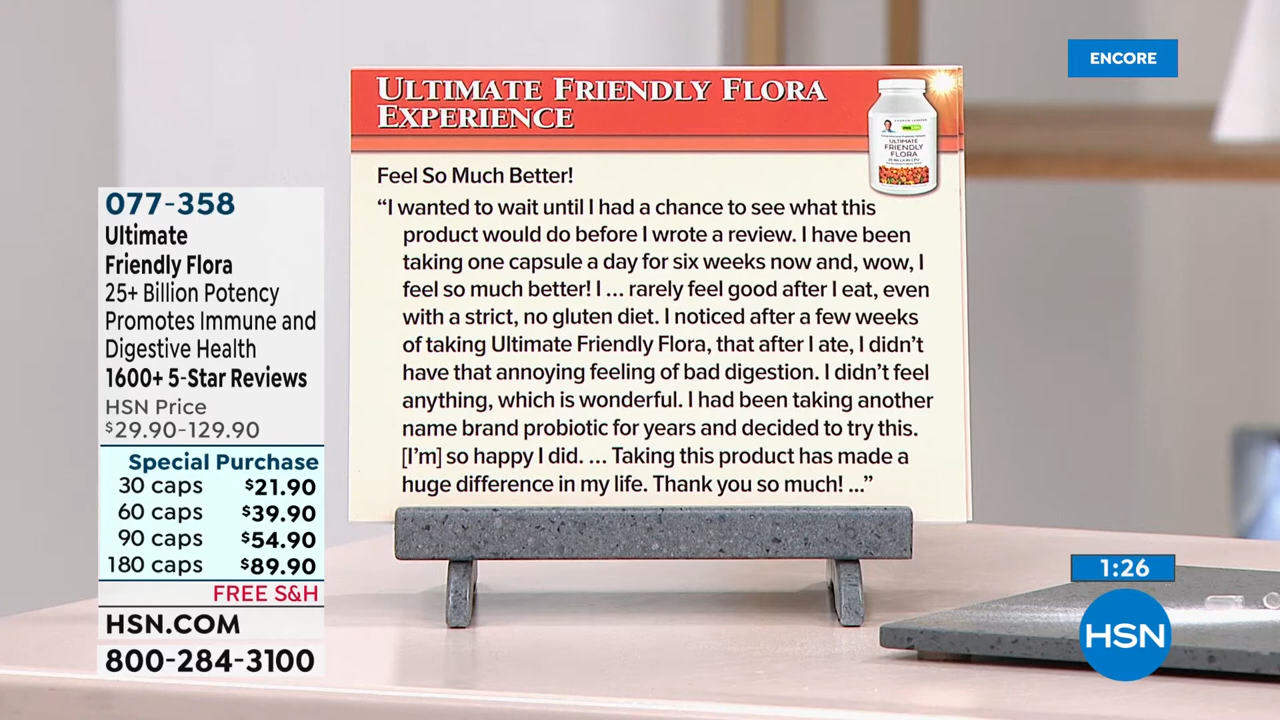 ENCORE
ULTIMATE FRIENDLY FLORA
EXPERIENCE
ANDREW LESSMAN
ULTIMATE
FRIENDLY
FLORA
Feel So Much Better!
“I wanted to wait until I had a chance to see what this
product would do before I wrote a review. I have been
taking one capsule a day for six weeks now and, wow, I
feel so much better! I ... rarely feel good after I eat, even
with a strict, no gluten diet. I noticed after a few weeks
of taking Ultimate Friendly Flora, that after I ate, I didn’t
have that annoying feeling of bad digestion. I didn’t feel
anything, which is wonderful. I had been taking another
name brand probiotic for years and decided to try this.
[I’m] so happy I did. ... Taking this product has made a
huge difference in my life. Thank you so much! ...”
077-358
Ultimate
Friendly Flora
25+ Billion Potency
Promotes Immune and
Digestive Health
1600+ 5-Star Reviews
HSN Price
$29.90-129.90
Special Purchase
30 caps $21.90
60 caps $39.90
90 caps $54.90
180 caps $89.90
FREE S&H
HSN.COM
800-284-3100
1:26
HSN